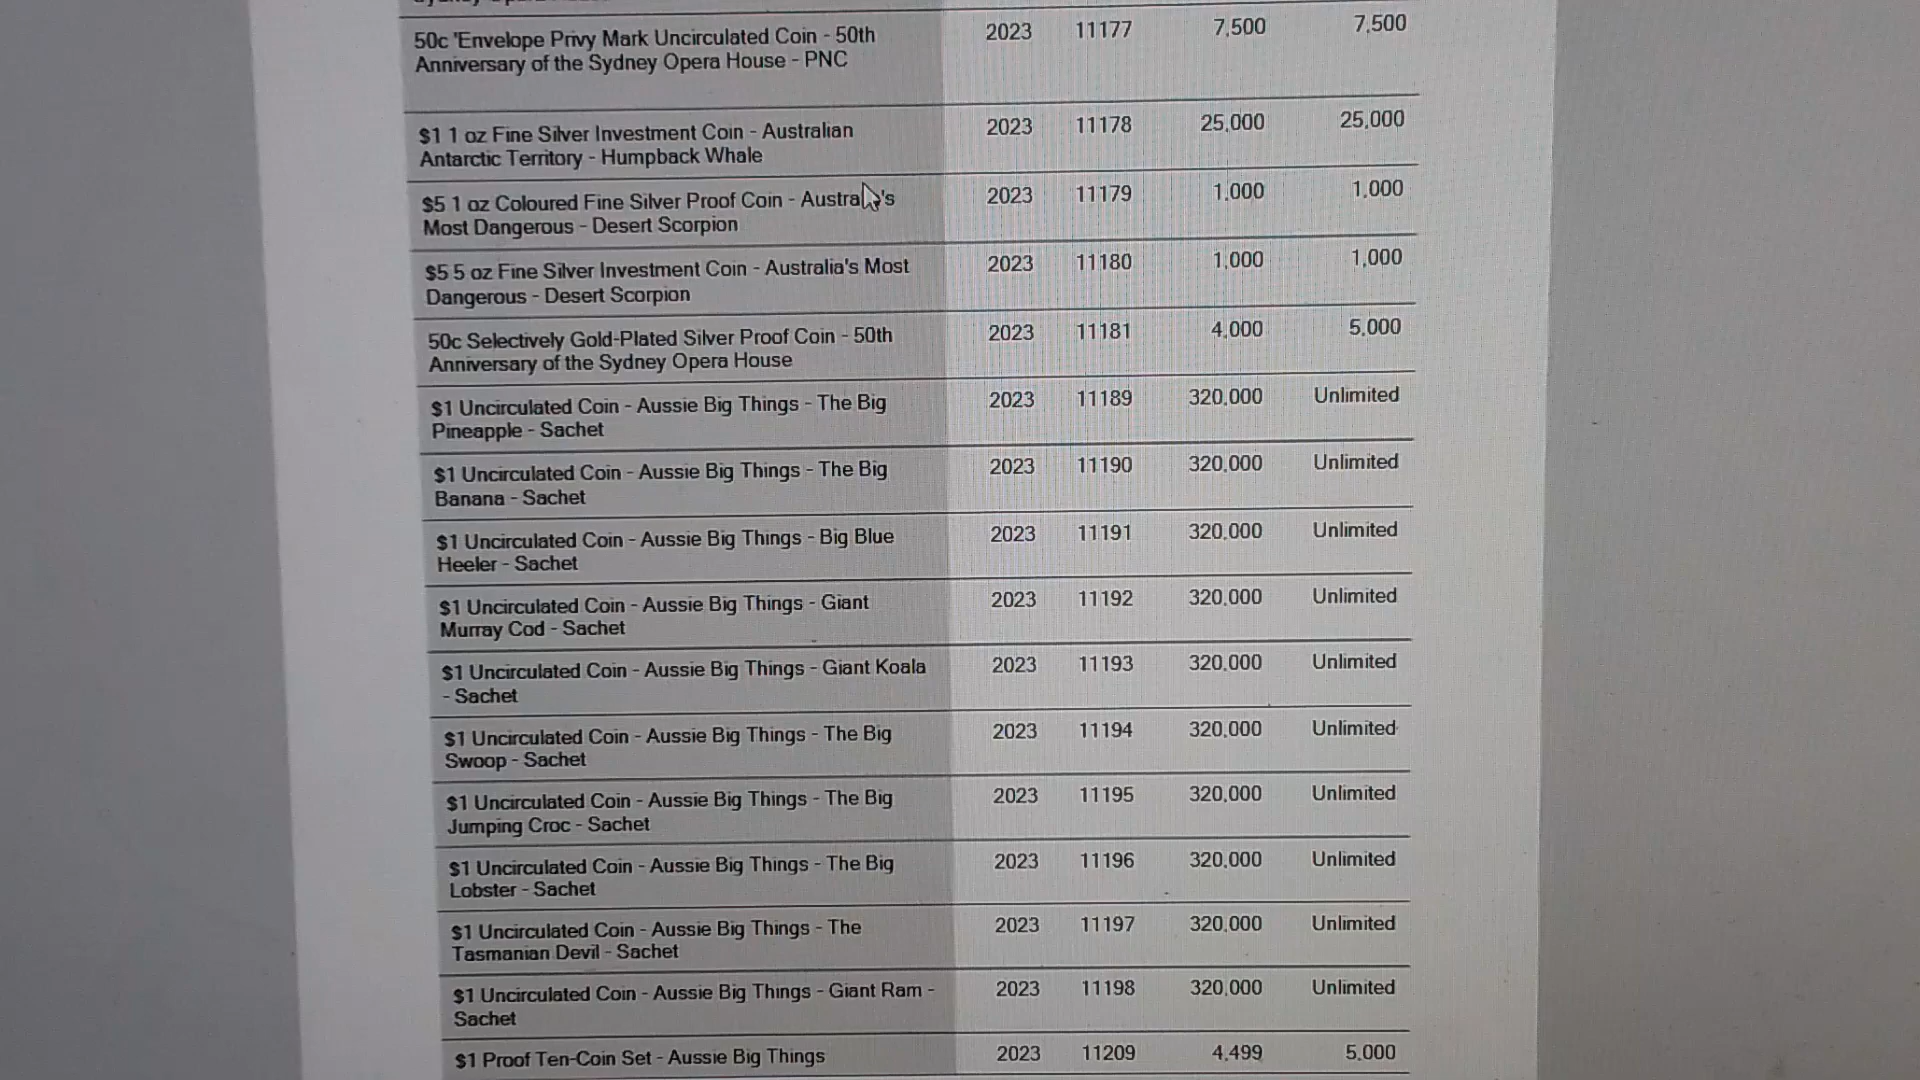 50c 'Envelope Privy Mark Uncirculated Coin - 50th 2023 11177 7,500 7,500
Anniversary of the Sydney Opera House - PNC
$1 1 oz Fine Silver Investment Coin - Australian 2023 11178 25,000 25,000
Antarctic Territory - Humpback Whale
$5 1 oz Coloured Fine Silver Proof Coin - Austra 's 2023 11179 1,000 1,000
Most Dangerous - Desert Scorpion
$5 5 oz Fine Silver Investment Coin - Australia's Most 2023 11180 1,000 1,000
Dangerous - Desert Scorpion
50c Selectively Gold-Plated Silver Proof Coin - 50th 2023 11181 4,000 5,000
Anniversary of the Sydney Opera House
$1 Uncirculated Coin - Aussie Big Things - The Big 2023 11189 320,000 Unlimited
Pineapple - Sachet
$1 Uncirculated Coin - Aussie Big Things - The Big 2023 11190 320,000 Unlimited
Banana - Sachet
$1 Uncirculated Coin - Aussie Big Things - Big Blue 2023 11191 320,000 Unlimited
Heeler - Sachet
$1 Uncirculated Coin - Aussie Big Things - Giant 2023 11192 320,000 Unlimited
Murray Cod - Sachet
$1 Uncirculated Coin - Aussie Big Things - Giant Koala 2023 11193 320,000 Unlimited
- Sachet
$1 Uncirculated Coin - Aussie Big Things - The Big 2023 11194 320,000 Unlimited
Swoop - Sachet
$1 Uncirculated Coin - Aussie Big Things - The Big 2023 11195 320,000 Unlimited
Jumping Croc - Sachet
$1 Uncirculated Coin - Aussie Big Things - The Big 2023 11196 320,000 Unlimited
Lobster - Sachet
$1 Uncirculated Coin - Aussie Big Things - The 2023 11197 320,000 Unlimited
Tasmanian Devil - Sachet
$1 Uncirculated Coin - Aussie Big Things - Giant Ram - 2023 11198 320,000 Unlimited
Sachet
$1 Proof Ten-Coin Set - Aussie Big Things 2023 11209 4,499 5,000